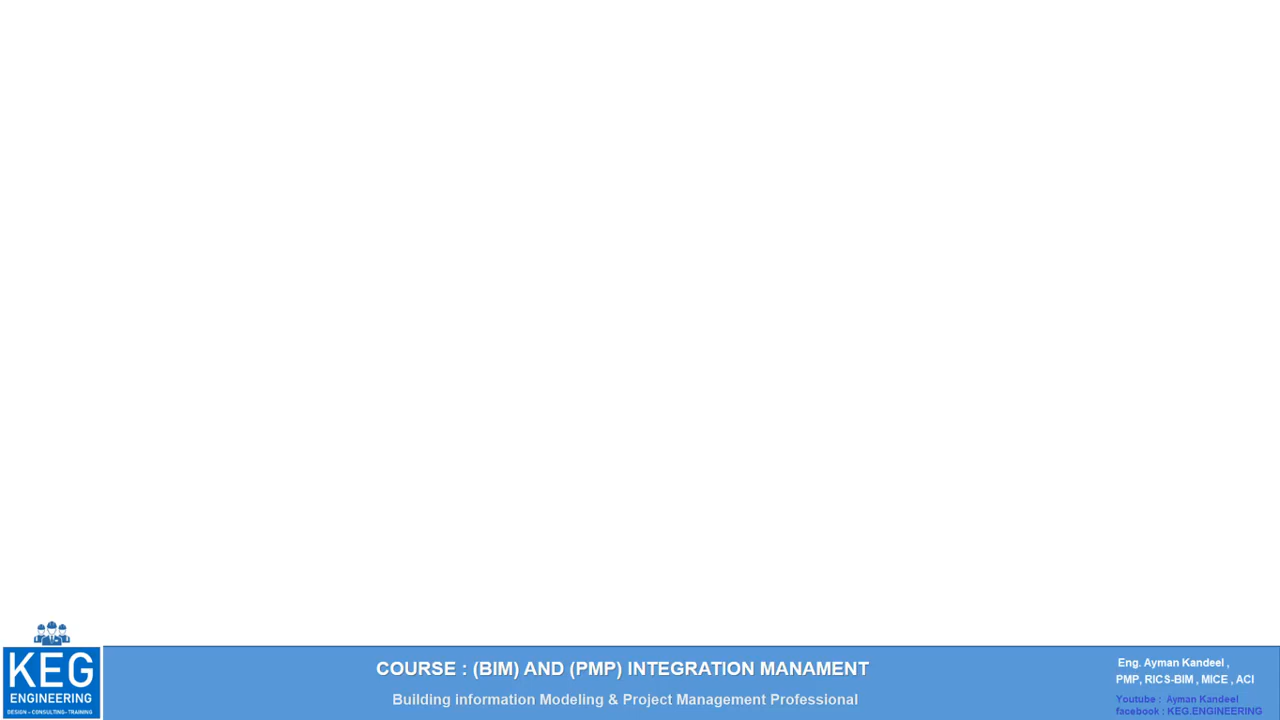 KEG
ENGINEERING
DESIGN - CONSULTING- TRAINING
COURSE : (BIM) AND (PMP) INTEGRATION MANAMENT
Building information Modeling & Project Management Professional
Eng. Ayman Kandeel ,
PMP, RICS-BIM , MICE , ACI
Youtube : Ayman Kandeel
facebook : KEG.ENGINEERING